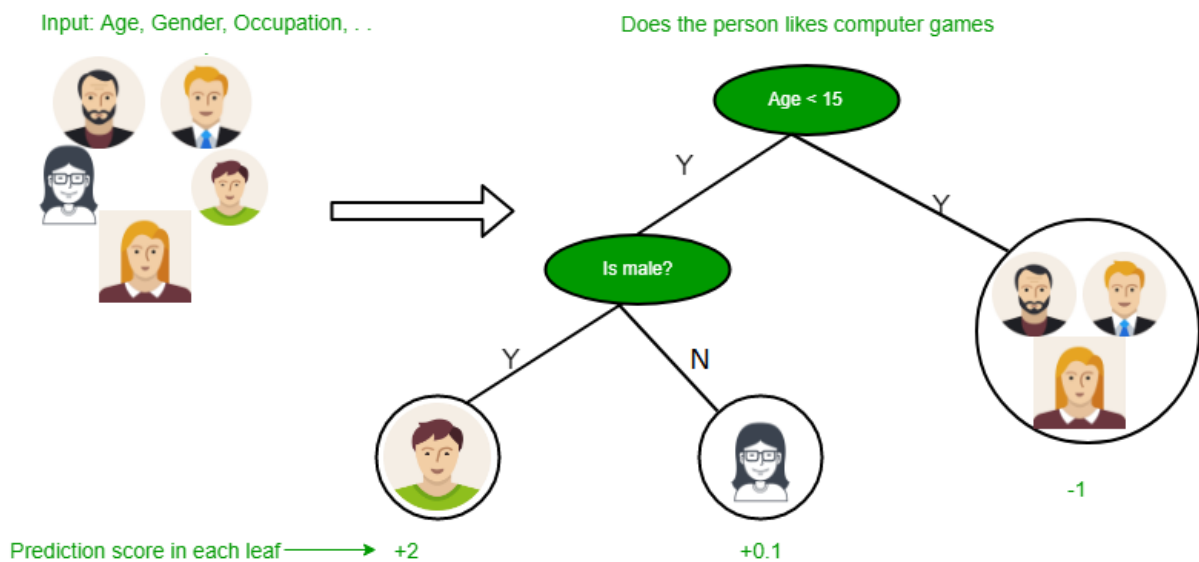 Input: Age, Gender, Occupation, . .
Does the person likes computer games
Age < 15
Y
Y
Is male?
Y
N
-1
Prediction score in each leaf
+2
+0.1